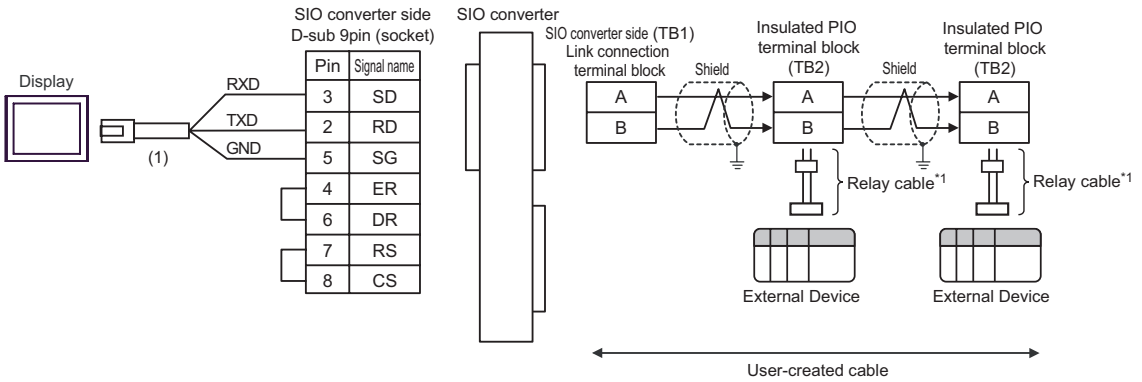 Display
(1)
RXD
TXD
GND
SIO converter side
D-sub 9pin (socket)
Pin Signal name
3 SD
2 RD
5 SG
4 ER
6 DR
7 RS
8 CS
SIO converter
SIO converter side (TB1)
Link connection
terminal block
A
B
Shield
Insulated PIO
terminal block
(TB2)
A
B
Relay cable*1
External Device
Shield
Insulated PIO
terminal block
(TB2)
A
B
Relay cable*1
External Device
User-created cable